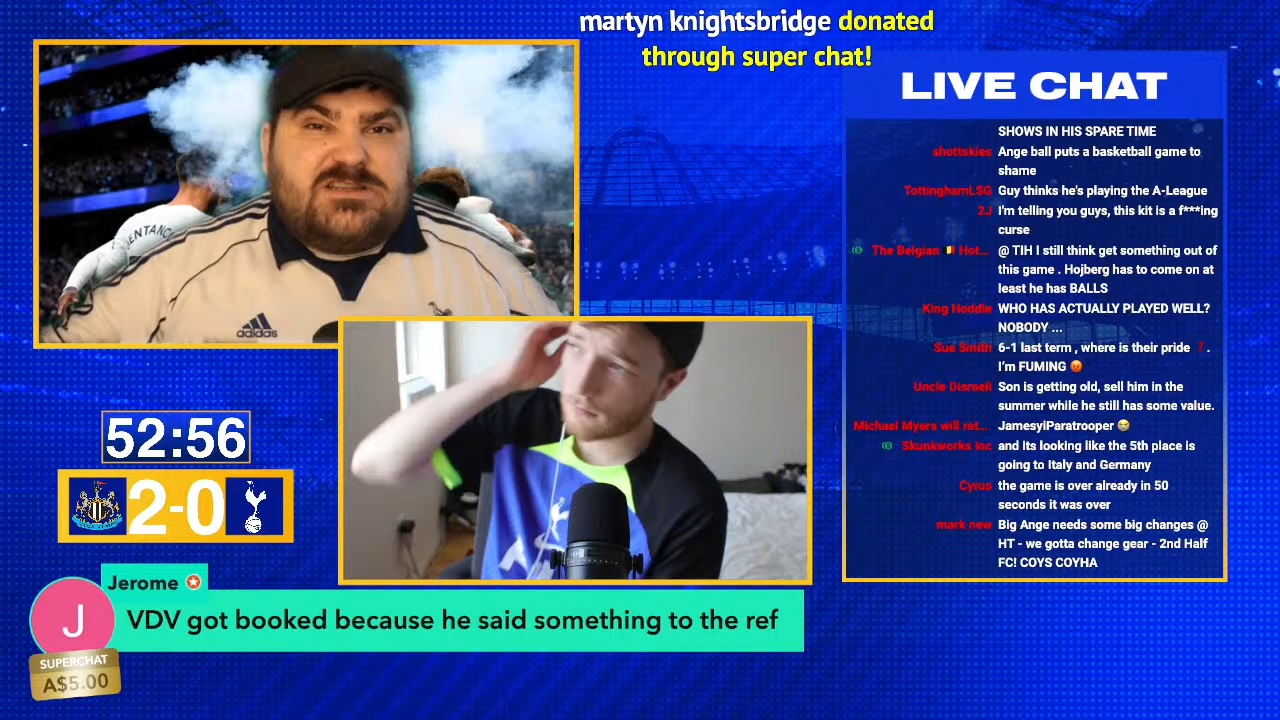 martyn knightsbridge donated
through super chat!
LIVE CHAT
SHOWS IN HIS SPARE TIME
shottskies Ange ball puts a basketball game to
shame
TottinghamLSG Guy thinks he's playing the A-League
2J I'm telling you guys, this kit is a f***ing
curse
The Belgian 🇧🇪 Hot... @ TIH I still think get something out of
this game . Hojberg has to come on at
least he has BALLS
King Hoddle WHO HAS ACTUALLY PLAYED WELL?
NOBODY ...
Sue Smith 6-1 last term , where is their pride ❓ .
I'm FUMING 😡
Uncle Disraeli Son is getting old, sell him in the
summer while he still has some value.
Michael Myers will ret... JamesyiParatrooper 😭
Skunkworks Inc and its looking like the 5th place is
going to Italy and Germany
Cyrus the game is over already in 50
seconds it was over
mark new Big Ange needs some big changes @
HT - we gotta change gear - 2nd Half
FC! COYS COYHA
ENTANC
adidas
52:56
2-0
Jerome
J
VDV got booked because he said something to the ref
SUPERCHAT
A$5.00